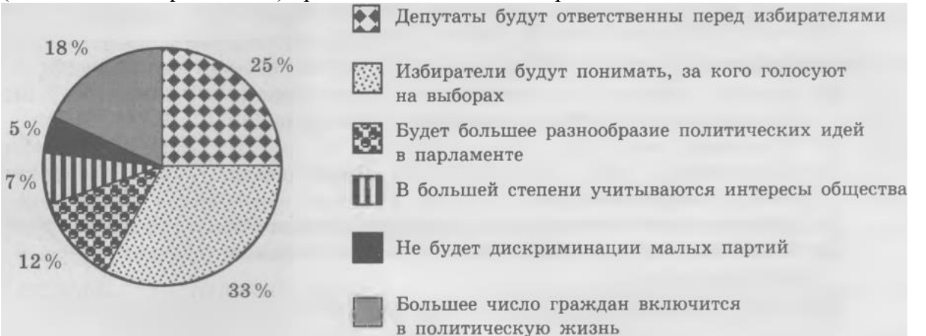 18%
25%
5%
7%
12%
33%
Депутаты будут ответственны перед избирателями
Избиратели будут понимать, за кого голосуют
на выборах
Будет большее разнообразие политических идей
в парламенте
В большей степени учитываются интересы общества
Не будет дискриминации малых партий
Большее число граждан включится
в политическую жизнь